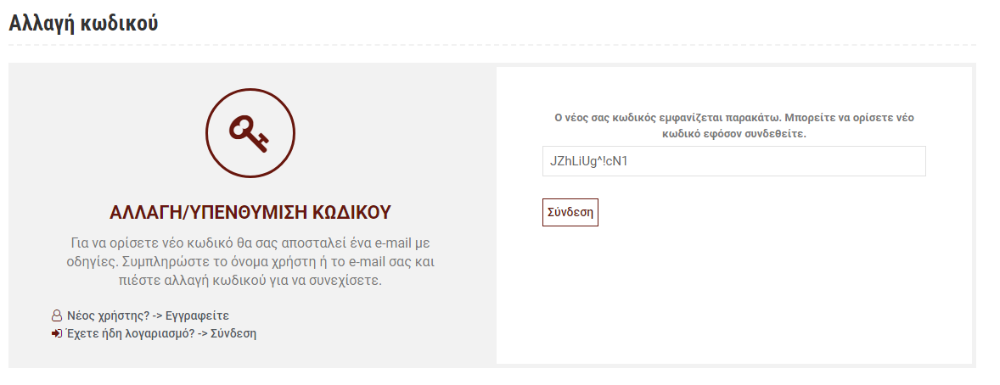 Αλλαγή κωδικού
ΑΛΛΑΓΗ/ΥΠΕΝΘΥΜΙΣΗ ΚΩΔΙΚΟΥ
Για να ορίσετε νέο κωδικό θα σας αποσταλεί ένα e-mail με
οδηγίες. Συμπληρώστε το όνομα χρήστη ή το e-mail σας και
πιέστε αλλαγή κωδικού για να συνεχίσετε.
Νέος χρήστης? -> Εγγραφείτε
Έχετε ήδη λογαριασμό? -> Σύνδεση
Ο νέος σας κωδικός εμφανίζεται παρακάτω. Μπορείτε να ορίσετε νέο
κωδικό εφόσον συνδεθείτε.
JZhLiUg^!cN1
Σύνδεση